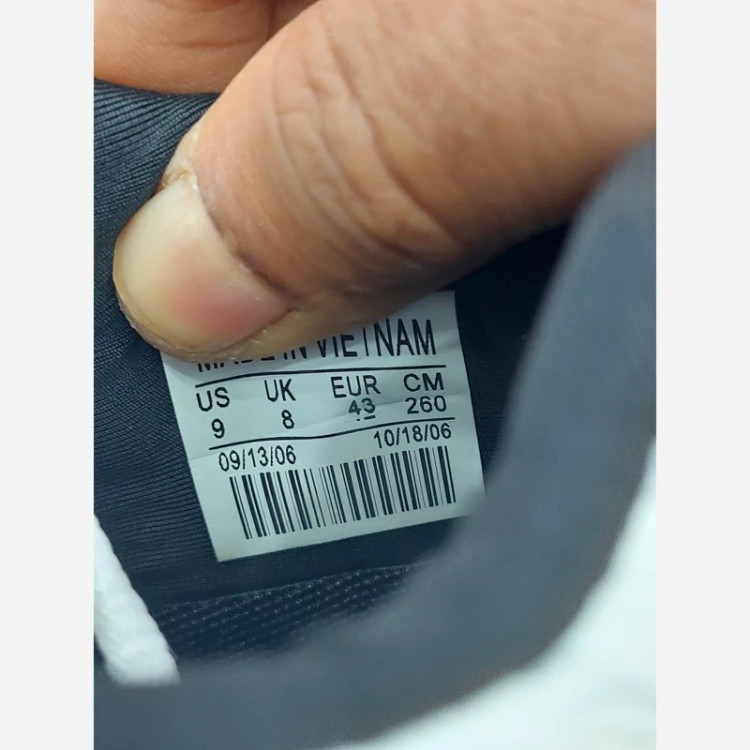 MADE IN VIETNAM
US UK EUR CM
9 8 43 260
09/13/06 10/18/06